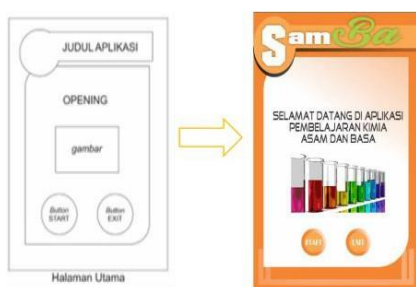 JUDUL APLIKASI
OPENING
gambar
Button
START
Button
EXIT
Halaman Utama
SamBa
SELAMAT DATANG DI APLIKASI
PEMBELAJARAN KIMIA
ASAM DAN BASA
START
EXIT